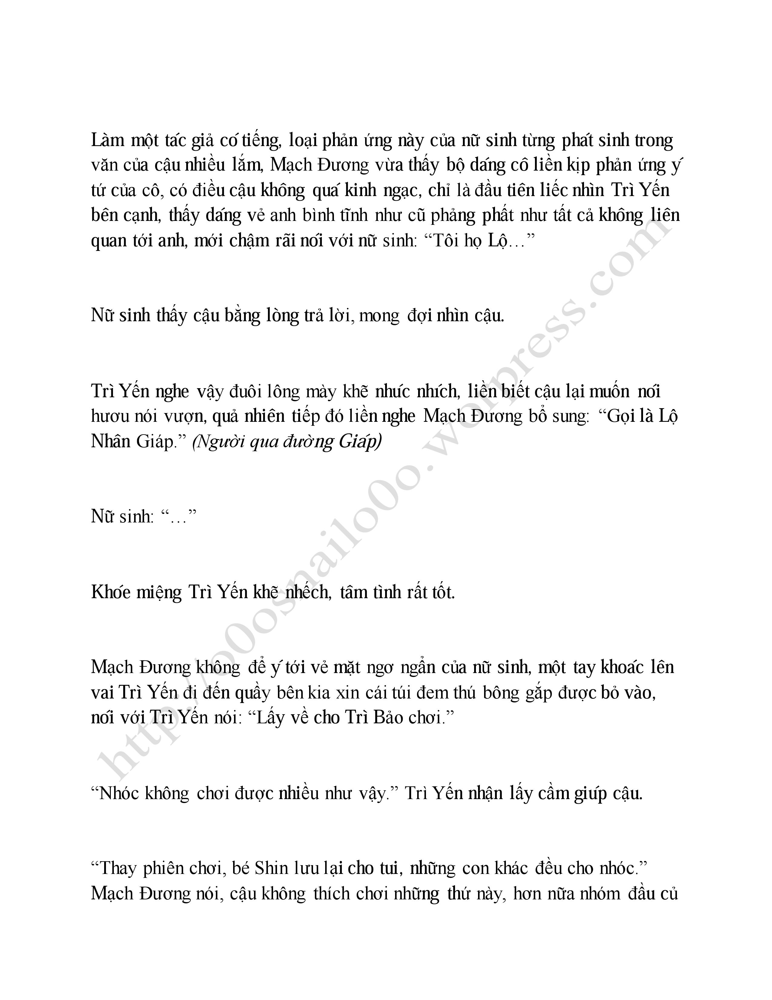 Làm một tác giả có tiếng, loại phản ứng này của nữ sinh từng phát sinh trong
văn của cậu nhiều lắm, Mạch Đương vừa thấy bộ dáng cô liền kịp phản ứng ý
tứ của cô, có điều cậu không quá kinh ngạc, chỉ là đầu tiên liếc nhìn Trì Yến
bên cạnh, thấy dáng vẻ anh bình tĩnh như cũ phảng phất như tất cả không liên
quan tới anh, mới chậm rãi nói với nữ sinh: “Tôi họ Lộ…”
Nữ sinh thấy cậu bằng lòng trả lời, mong đợi nhìn cậu.
Trì Yến nghe vậy đuôi lông mày khẽ nhúc nhích, liền biết cậu lại muốn nói
hươu nói vượn, quả nhiên tiếp đó liền nghe Mạch Đương bổ sung: “Gọi là Lộ
Nhân Giáp.” (Người qua đường Giáp)
Nữ sinh: “…”
Khóe miệng Trì Yến khẽ nhếch, tâm tình rất tốt.
Mạch Đương không để ý tới vẻ mặt ngơ ngẩn của nữ sinh, một tay khoác lên
vai Trì Yến đi đến quầy bên kia xin cái túi đem thú bông gắp được bỏ vào,
nói với Trì Yến nói: “Lấy về cho Trì Bảo chơi.”
“Nhóc không chơi được nhiều như vậy.” Trì Yến nhận lấy cầm giúp cậu.
“Thay phiên chơi, bé Shin lưu lại cho tui, những con khác đều cho nhóc.”
Mạch Đương nói, cậu không thích chơi những thứ này, hơn nữa nhóm đầu củ
http://o0osnailo0o.worpress.com